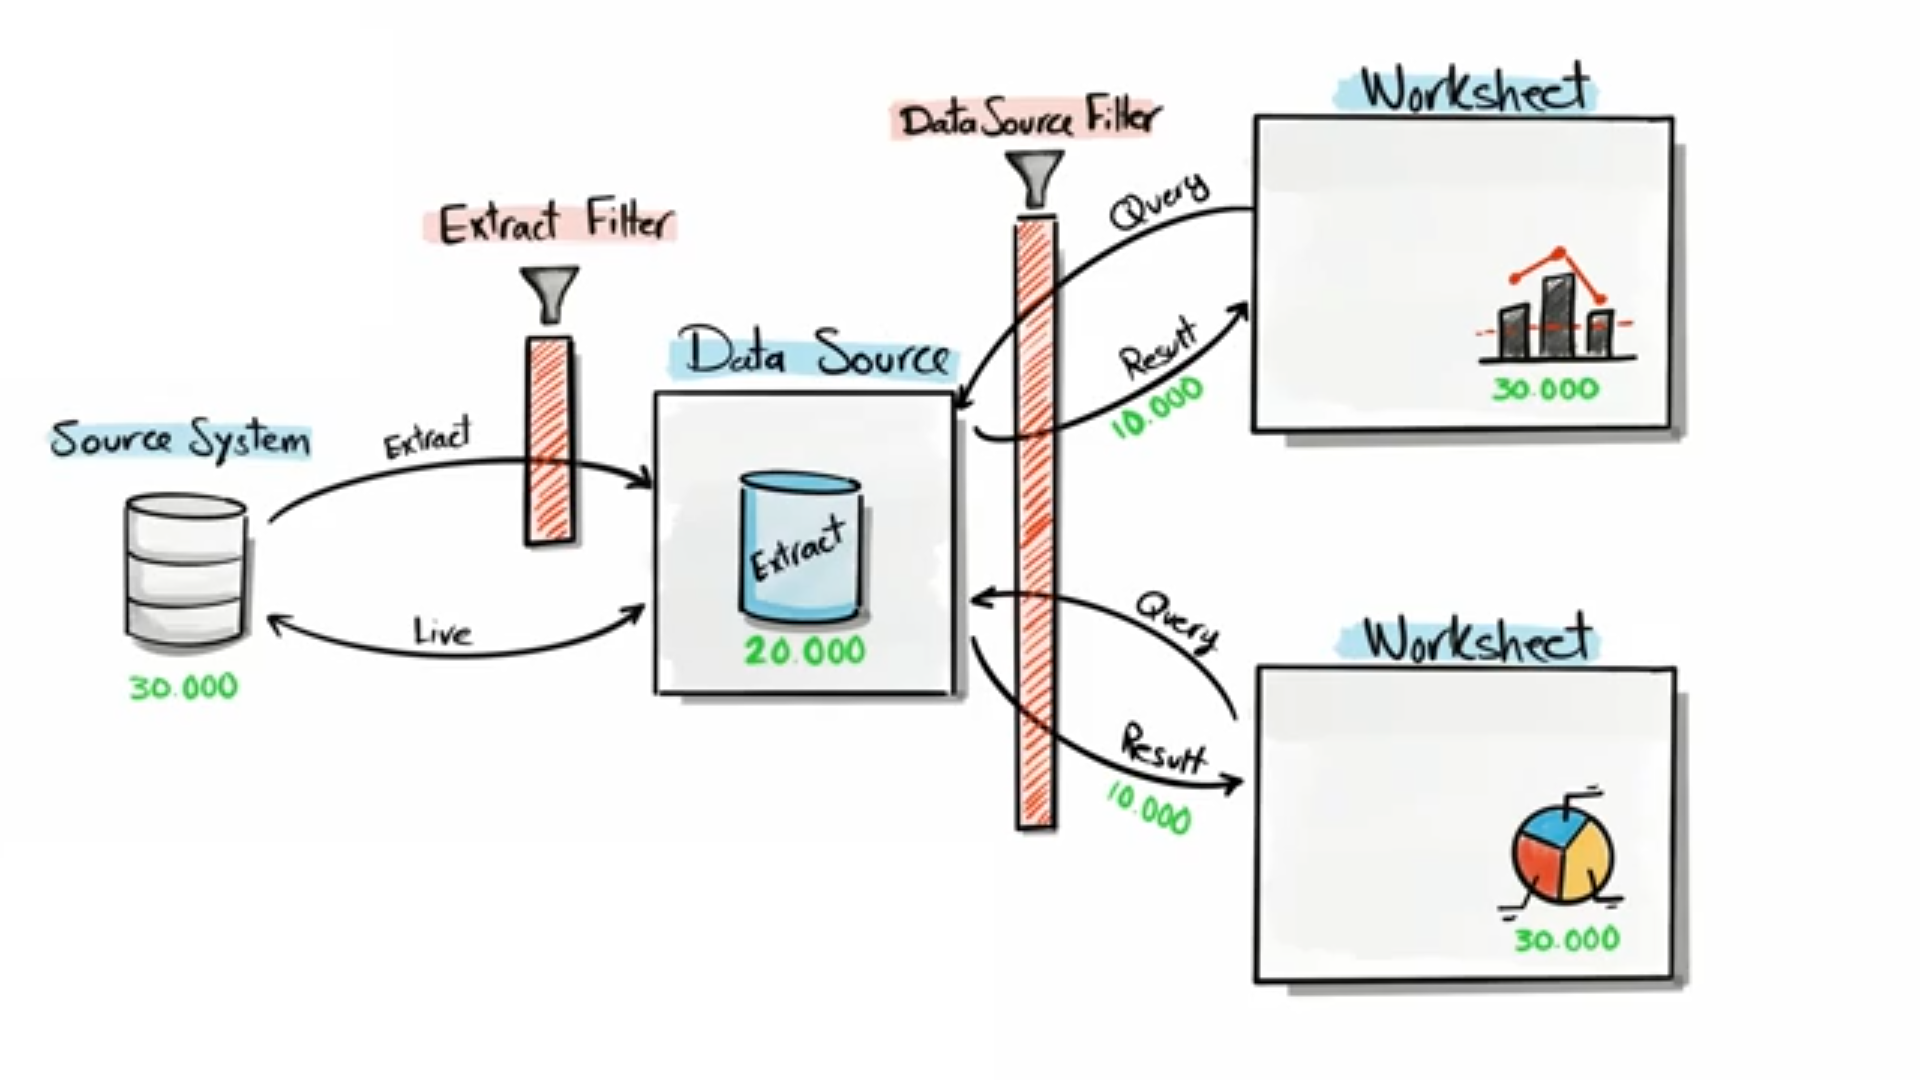 Worksheet
Data Source Filter
Query
Extract Filter
Result
10.000
30.000
Data Source
Source System
Extract
Extract
20.000
Live
30.000
Query
Worksheet
Result
10.000
30.000